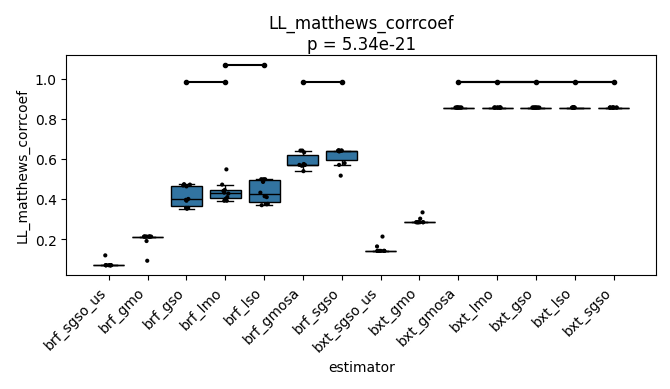 LL_matthews_corrcoef
p = 5.34e-21
LL_matthews_corrcoef
1.0
0.8
0.6
0.4
0.2
brf_sgso_us
brf_gmo
brf_gso
brf_lmo
brf_lso
brf_gmosa
brf_sgso
bxt_sgso_us
bxt_gmo
bxt_gmosa
bxt_lmo
bxt_gso
bxt_lso
bxt_sgso
estimator